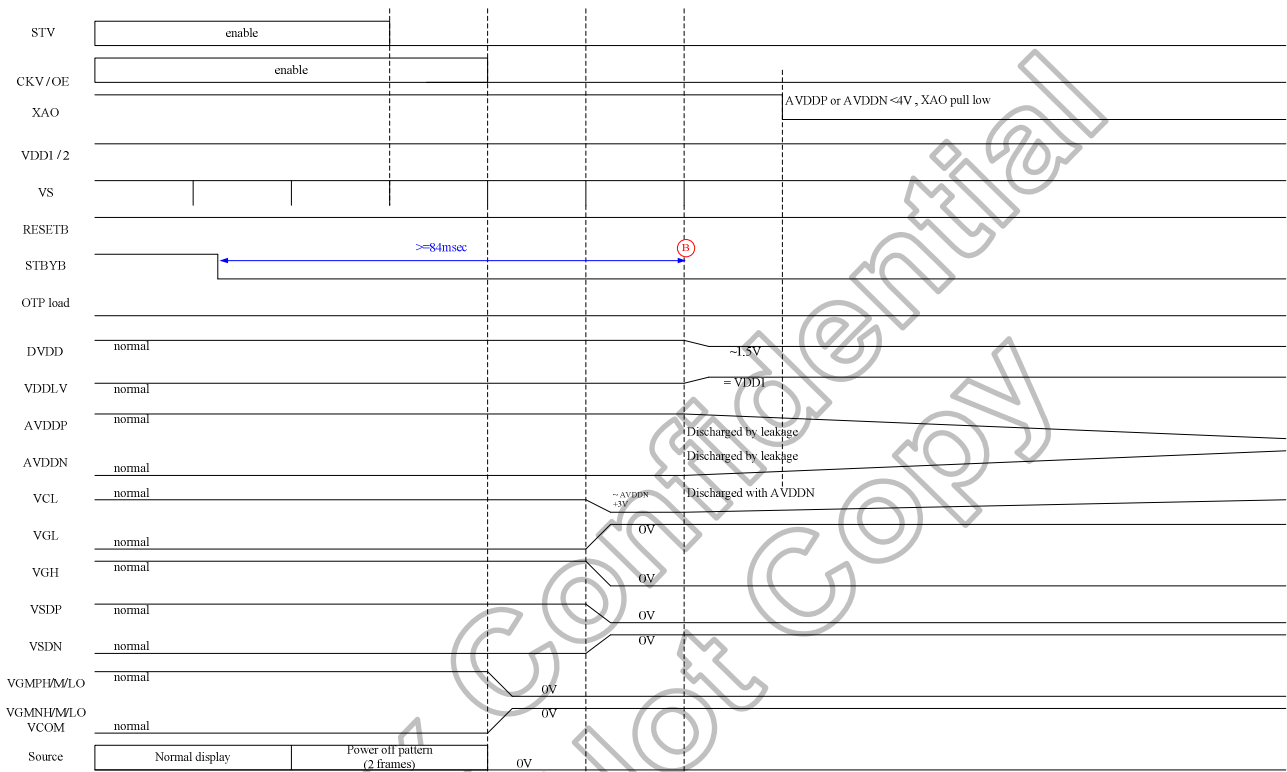 STV
enable
CKV / OE
enable
XAO
AVDDP or AVDDN <4V , XAO pull low
VDD1 / 2
VS
RESETB
STBYB
>=84msec
B
OTP load
DVDD
normal
~1.5V
VDDLV
normal
= VDD1
AVDDP
normal
Discharged by leakage
AVDDN
normal
Discharged by leakage
VCL
normal
~ AVDDN
+3V
Discharged with AVDDN
VGL
normal
0V
VGH
normal
0V
VSDP
normal
0V
VSDN
normal
0V
VGMPH/M/LO
normal
0V
VGMNH/M/LO
VCOM
normal
0V
Source
Normal display
Power off pattern
(2 frames)
0V
Confidential
Copy